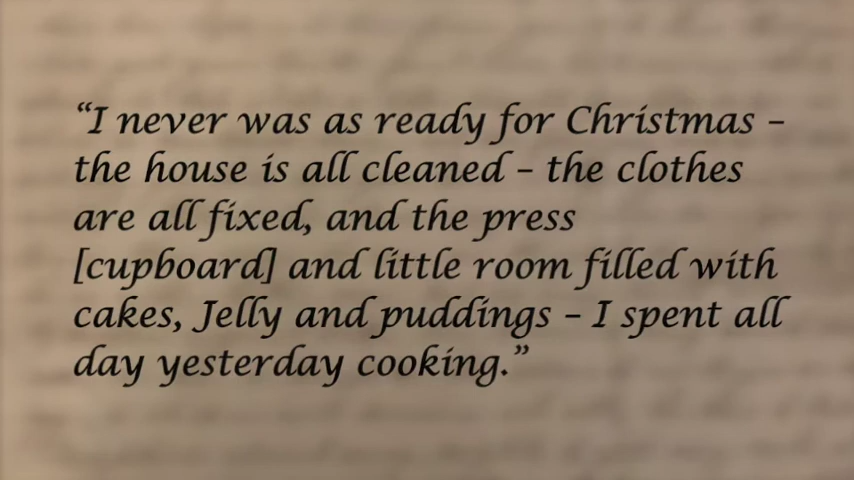 “I never was as ready for Christmas –
the house is all cleaned – the clothes
are all fixed, and the press
[cupboard] and little room filled with
cakes, Jelly and puddings – I spent all
day yesterday cooking.”